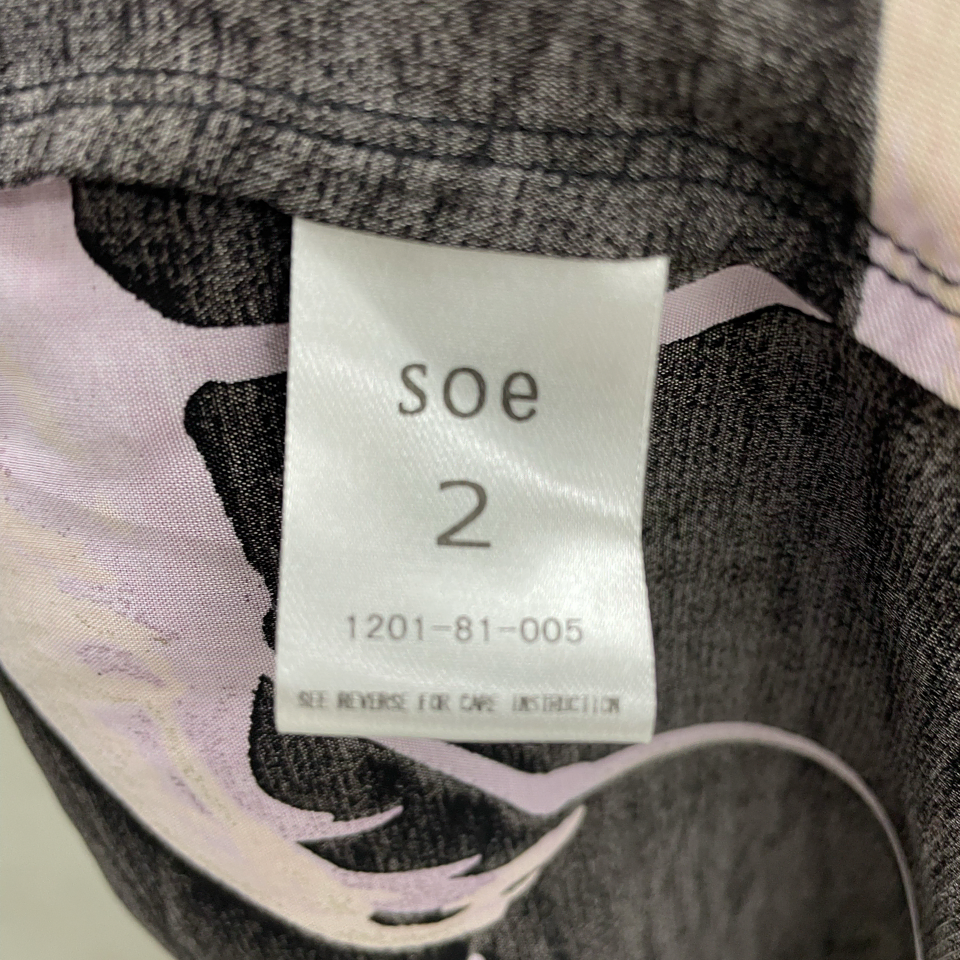 soe
2
1201-81-005
SEE REVERSE FOR CARE INSTRUCTION